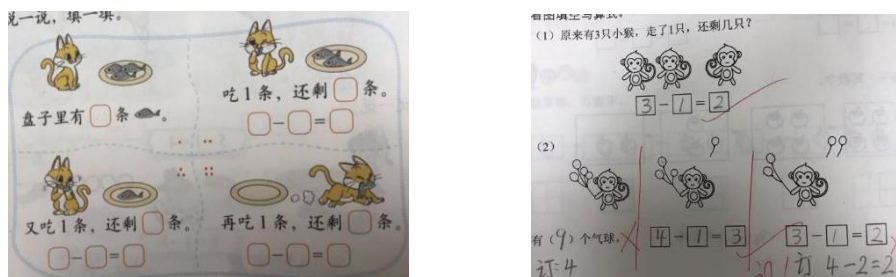 说一说，填一填。
盘子里有□条。
吃1条，还剩□条。
□-□=□
又吃1条，还剩□条。
□-□=□
再吃1条，还剩□条。
□-□=□
看图填空写算式。
（1）原来有3只小猴，走了1只，还剩几只？
3-1=2
（2）
有（9）个气球。
4-1=3
3-1=2
订:4
订 4-2=2